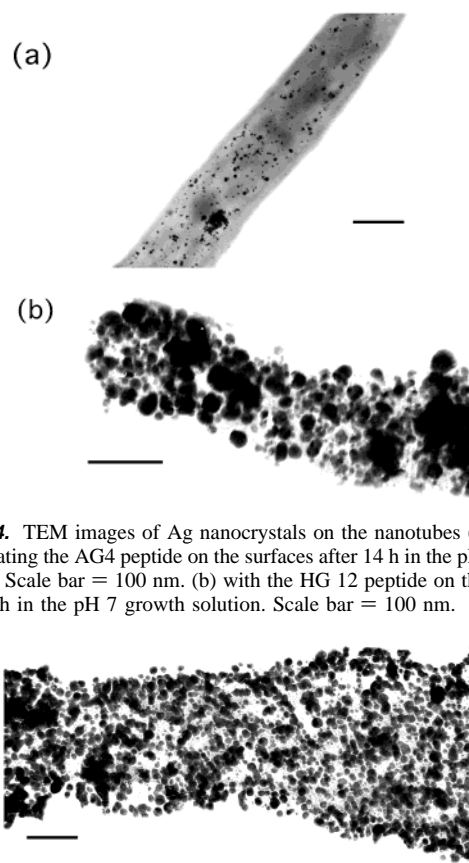 (a)
(b)
4. TEM images of Ag nanocrystals on the nanotubes (
ating the AG4 peptide on the surfaces after 14 h in the pH
Scale bar = 100 nm. (b) with the HG 12 peptide on th
h in the pH 7 growth solution. Scale bar = 100 nm.